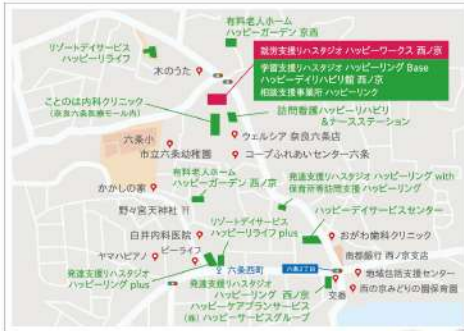 有料老人ホーム
ハッピーガーデン 京西
リゾートデイサービス
ハッピーリライフ
就労支援リハスタジオ ハッピーワークス 西ノ京
学習支援リハスタジオ ハッピーリング Base
ハッピーデイリハビリ館 西ノ京
相談支援事業所 ハッピーリンク
木のうた
ことのは内科クリニック
(奈良六条医療モール内)
訪問看護ハッピーリハビリ
&ナースステーション
六条小
市立六条幼稚園
ウェルシア 奈良六条店
コープふれあいセンター六条
有料老人ホーム
ハッピーガーデン 西ノ京
発達支援リハスタジオ ハッピーリング with
保育所等訪問支援 ハッピーリング
かかしの家
野々宮天神社
リゾートデイサービス
ハッピーリライフ plus
ハッピーデイサービスセンター
白井内科医院
おがわ歯科クリニック
ピーライフ
ヤマハピアノ
南都銀行 西ノ京支店
六条西町
六条2丁目
地域包括支援センター
発達支援リハスタジオ
ハッピーリング plus
発達支援リハスタジオ
ハッピーリング 西ノ京
ハッピーケアプランサービス
(株) ハッピーサービスグループ
交番
西の京みどりの園保育園